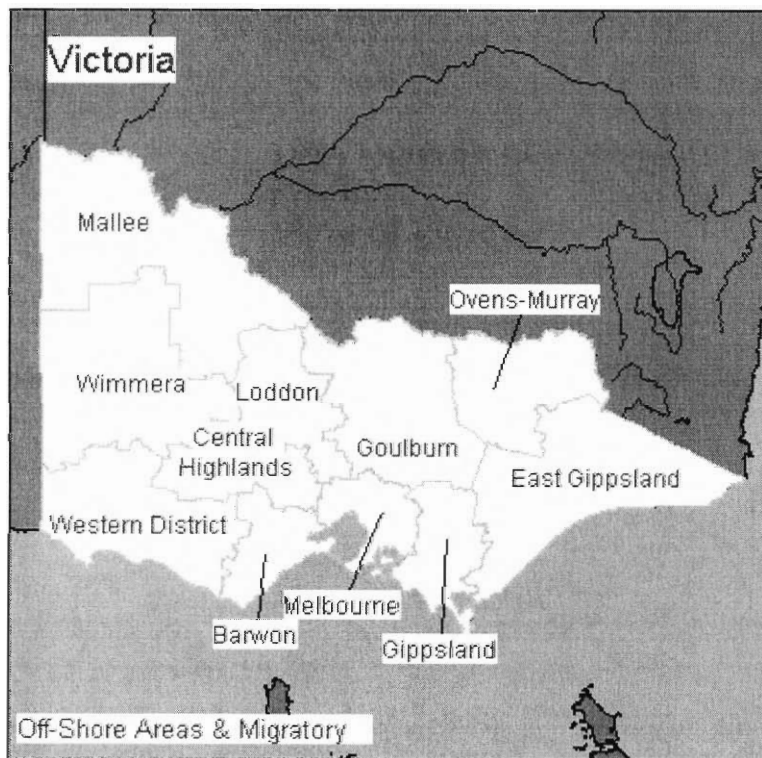 Victoria
Mallee
Ovens-Murray
Wimmera
Loddon
Central
Highlands
Goulburn
East Gippsland
Western District
Melbourne
Barwon
Gippsland
Off-Shore Areas & Migratory